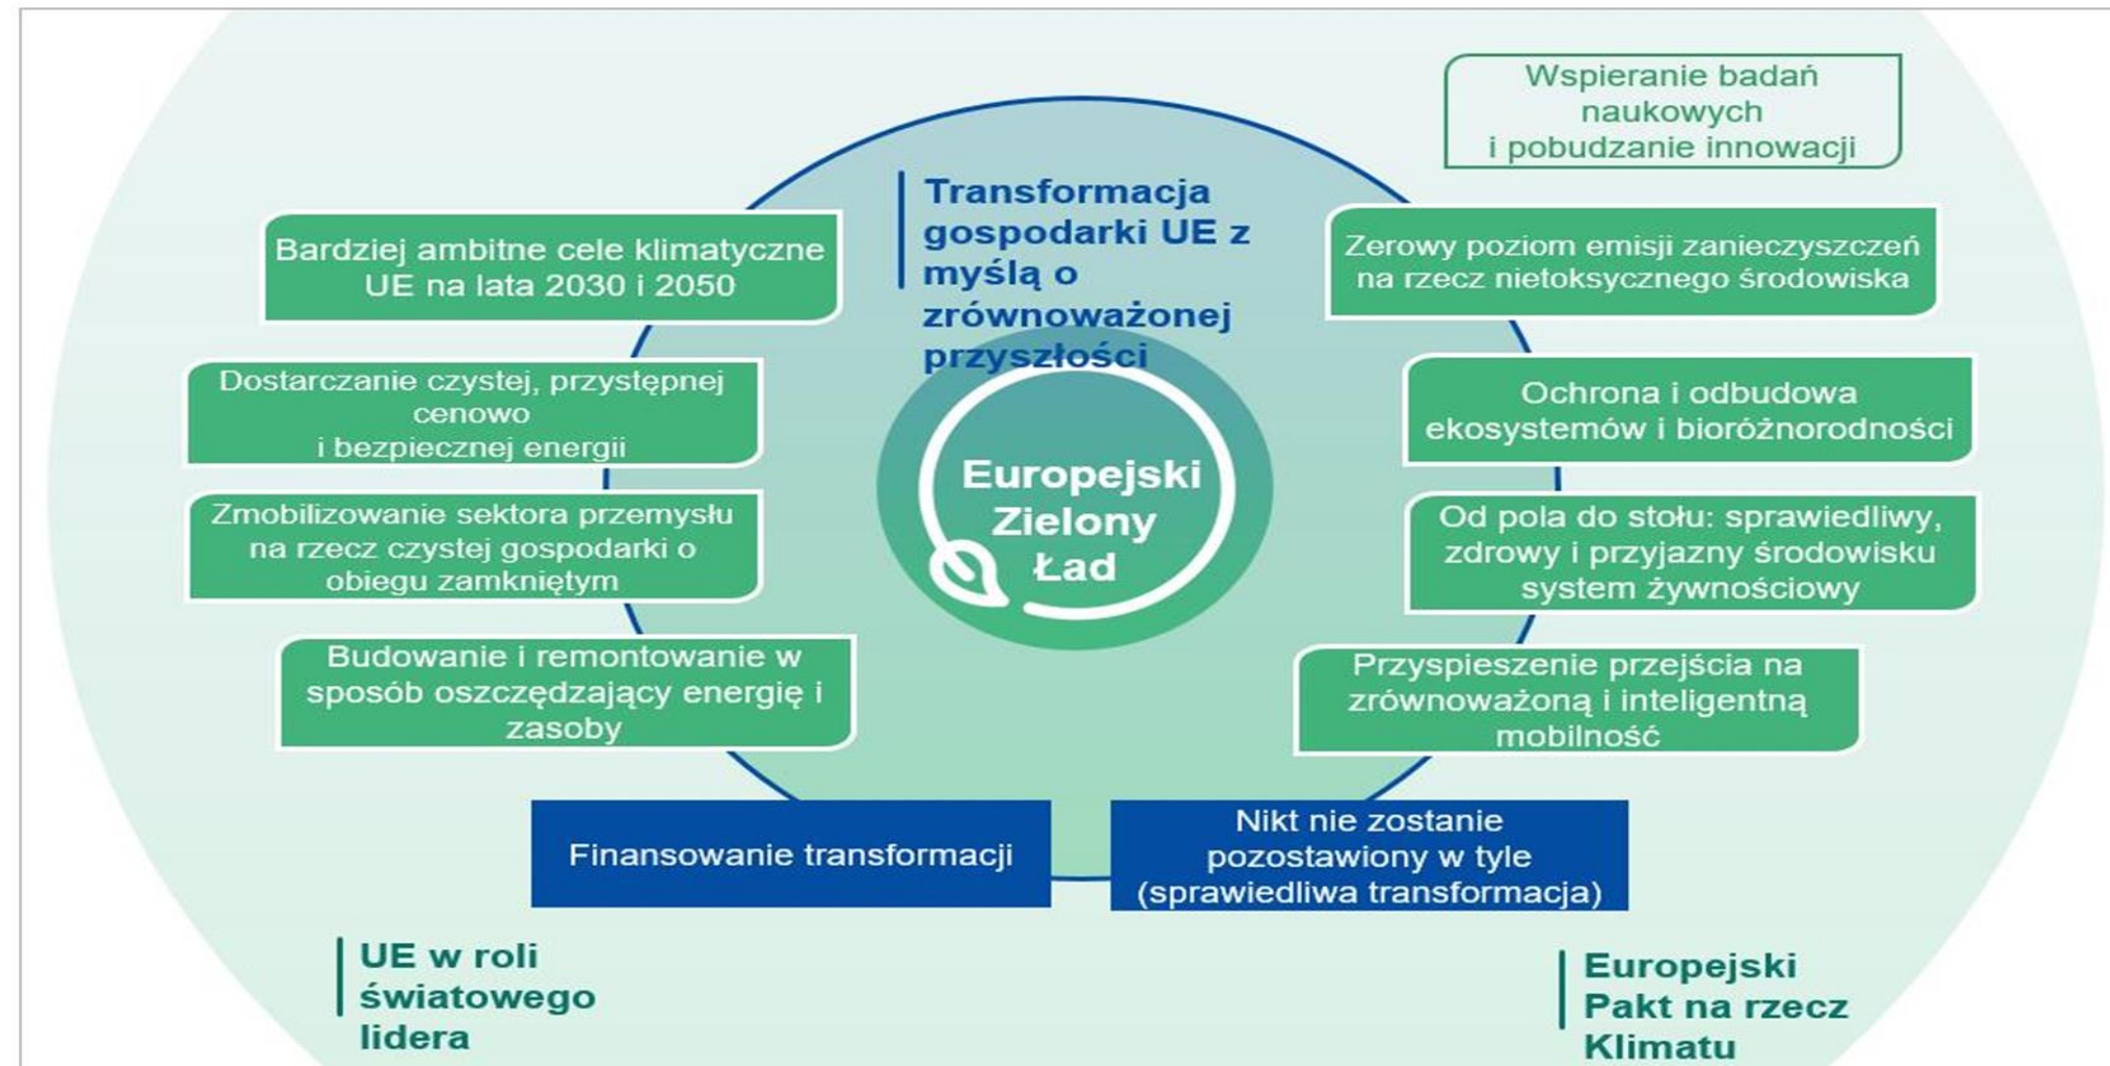 Wspieranie badań
naukowych
i pobudzanie innowacji
Transformacja
gospodarki UE z
myślą o
zrównoważonej
przyszłości
Bardziej ambitne cele klimatyczne
UE na lata 2030 i 2050
Zerowy poziom emisji zanieczyszczeń
na rzecz nietoksycznego środowiska
Dostarczanie czystej, przystępnej
cenowo
i bezpiecznej energii
Ochrona i odbudowa
ekosystemów i bioróżnorodności
Europejski
Zielony
Ład
Zmobilizowanie sektora przemysłu
na rzecz czystej gospodarki o
obiegu zamkniętym
Od pola do stołu: sprawiedliwy,
zdrowy i przyjazny środowisku
system żywnościowy
Budowanie i remontowanie w
sposób oszczędzający energię i
zasoby
Przyspieszenie przejścia na
zrównoważoną i inteligentną
mobilność
Finansowanie transformacji
Nikt nie zostanie
pozostawiony w tyle
(sprawiedliwa transformacja)
UE w roli
światowego
lidera
Europejski
Pakt na rzecz
Klimatu